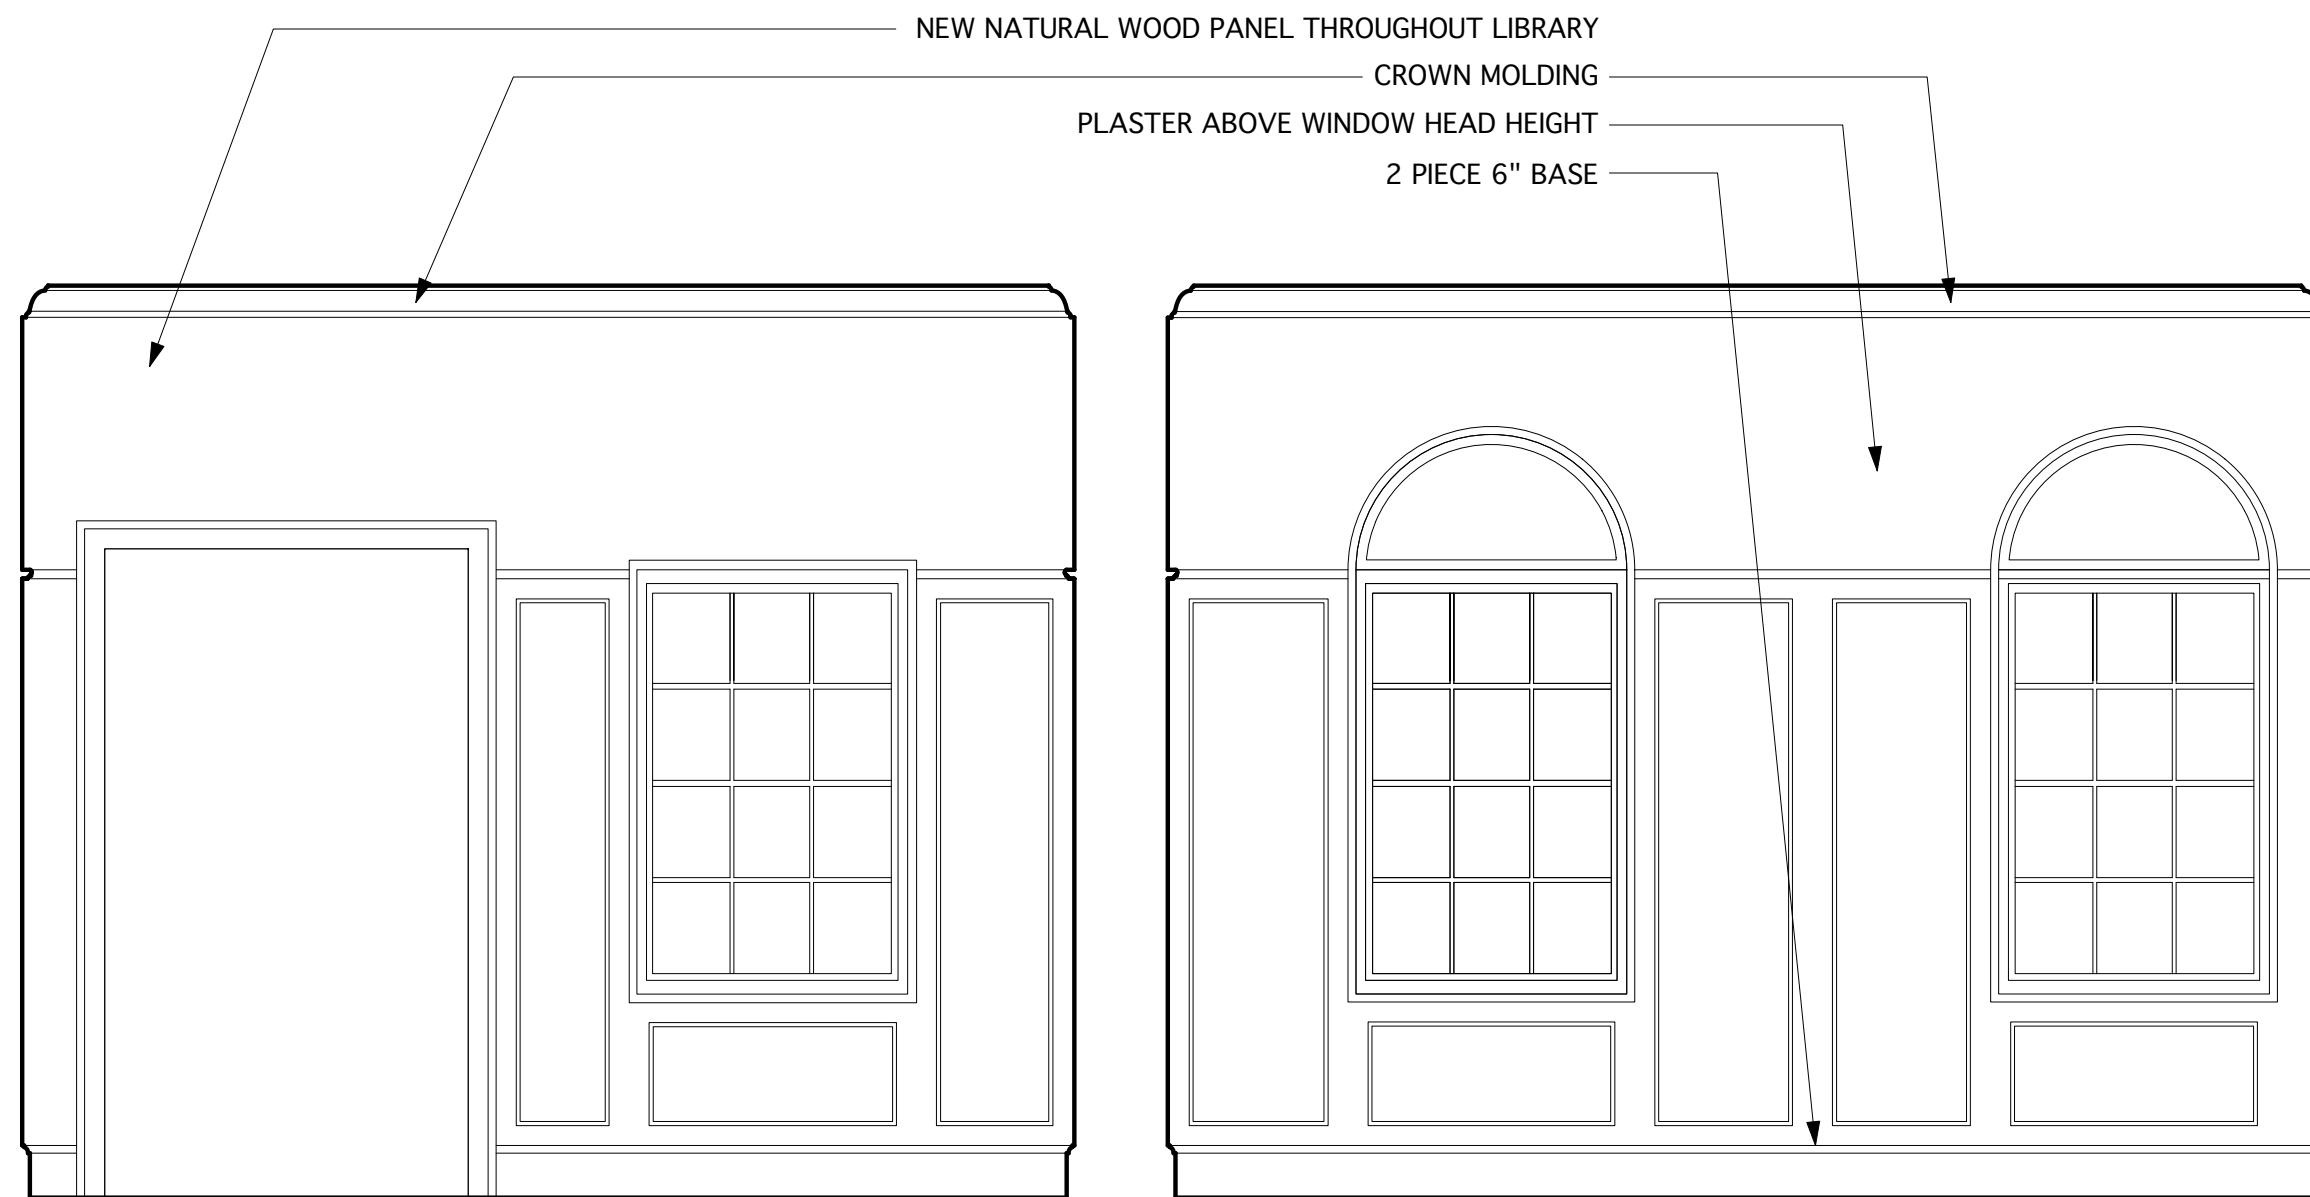 NEW NATURAL WOOD PANEL THROUGHOUT LIBRARY
CROWN MOLDING
PLASTER ABOVE WINDOW HEAD HEIGHT
2 PIECE 6" BASE